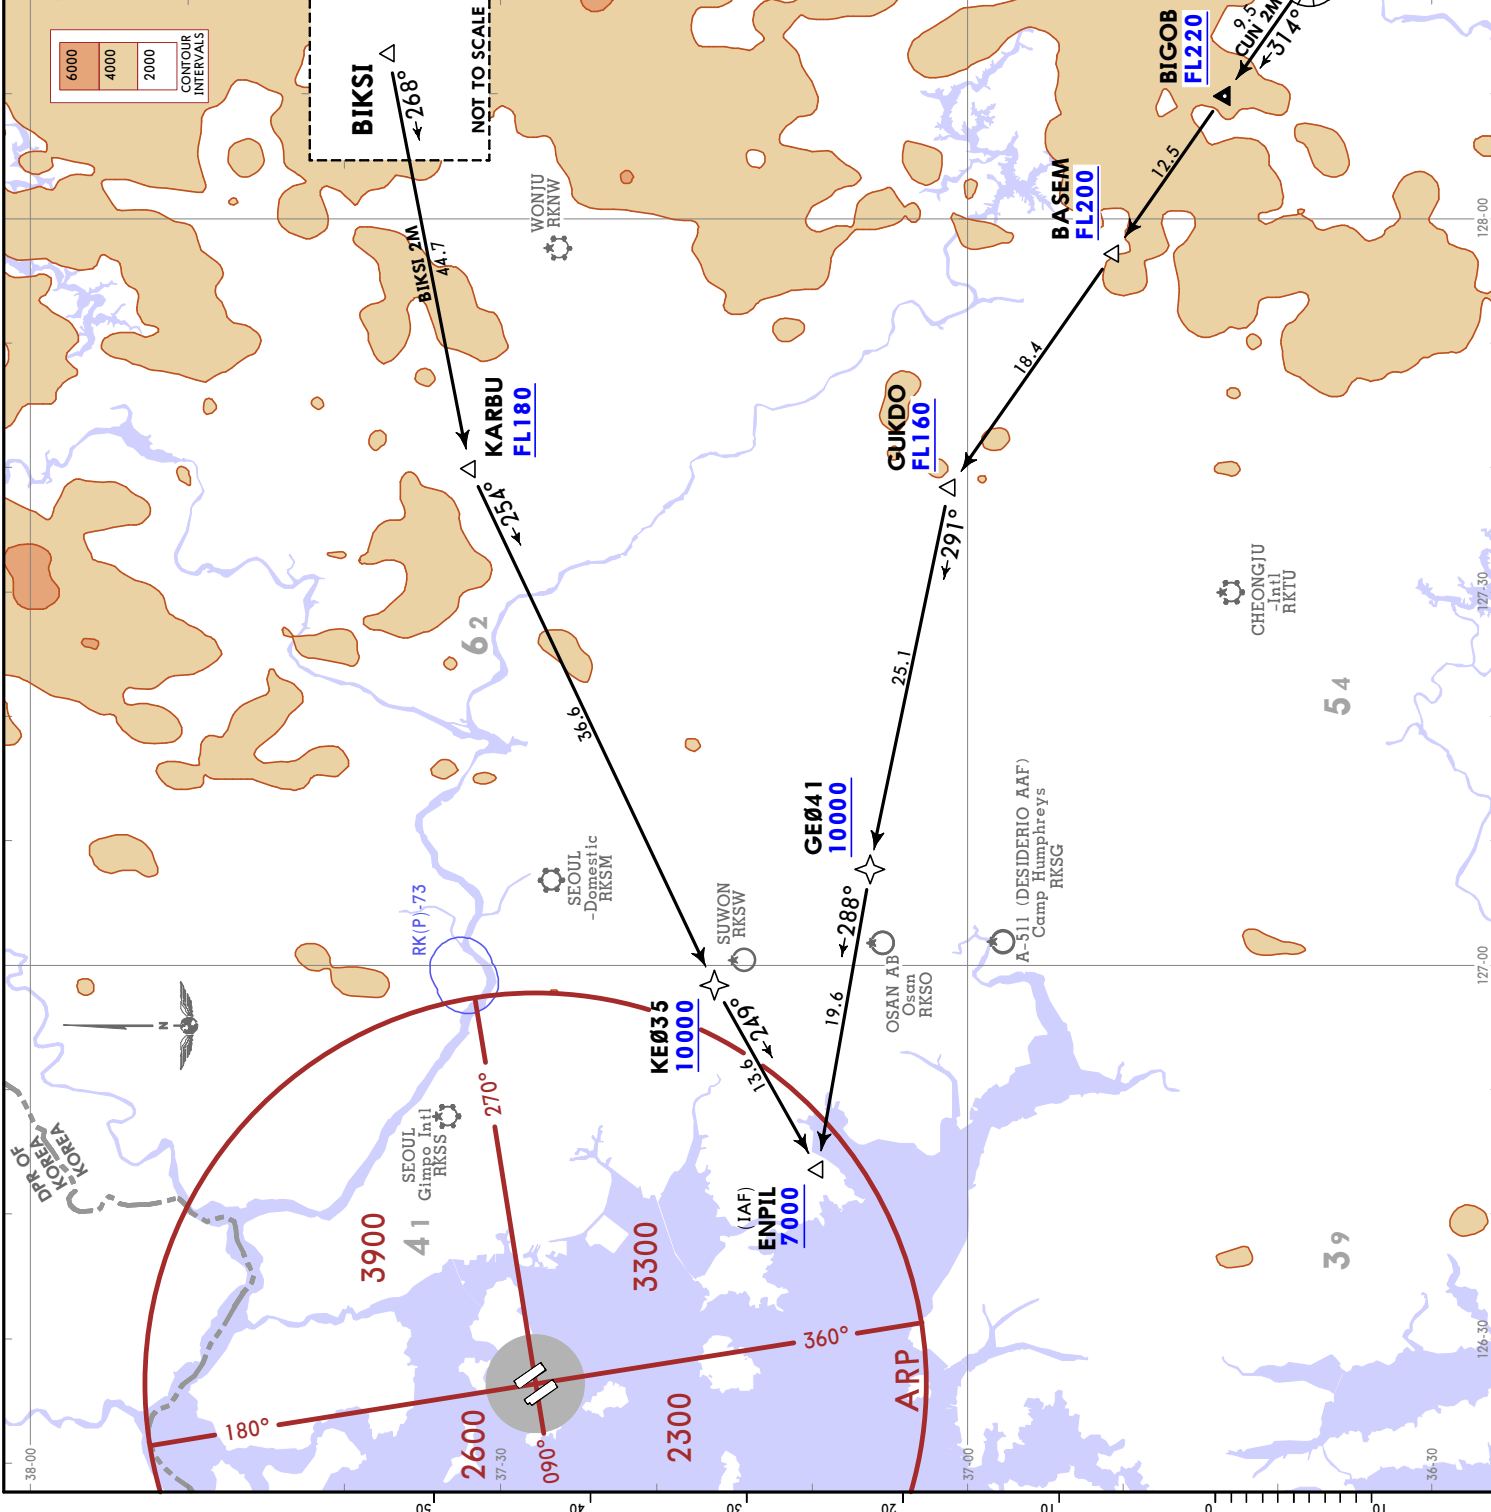 6000
4000
2000
CONTOUR
INTERVALS
BIKSI
←268°
NOT TO SCALE
BIKSI 2M
44.7
WONJU
RKNW
KARBU
FL180
←254°
36.6
62
BIGOB
FL220
9.5
CUN 2M
←314°
12.5
BASEM
FL200
18.4
GUKDO
FL160
←291°
25.1
128-00
CHEONGJU
-Intl
RKTU
127-30
54
GEØ41
10000
←288°
19.6
A-511 (DESIDERIO AAF)
Camp Humphreys
RKSG
OSAN AB
Osan
RKSO
SUWON
RKSW
SEOUL
-Domestic
RKSM
RK(P)-73
KEØ35
10000
←249°
13.6
127-00
N
DPR OF
KOREA
KOREA
SEOUL
Gimpo Intl
RKSS
270°
(IAF)
ENPIL
7000
3900
41
3300
39
360°
ARP
180°
2600
090°
2300
38-00
37-30
37-00
36-30
126-30
50
40
30
20
10
0
10